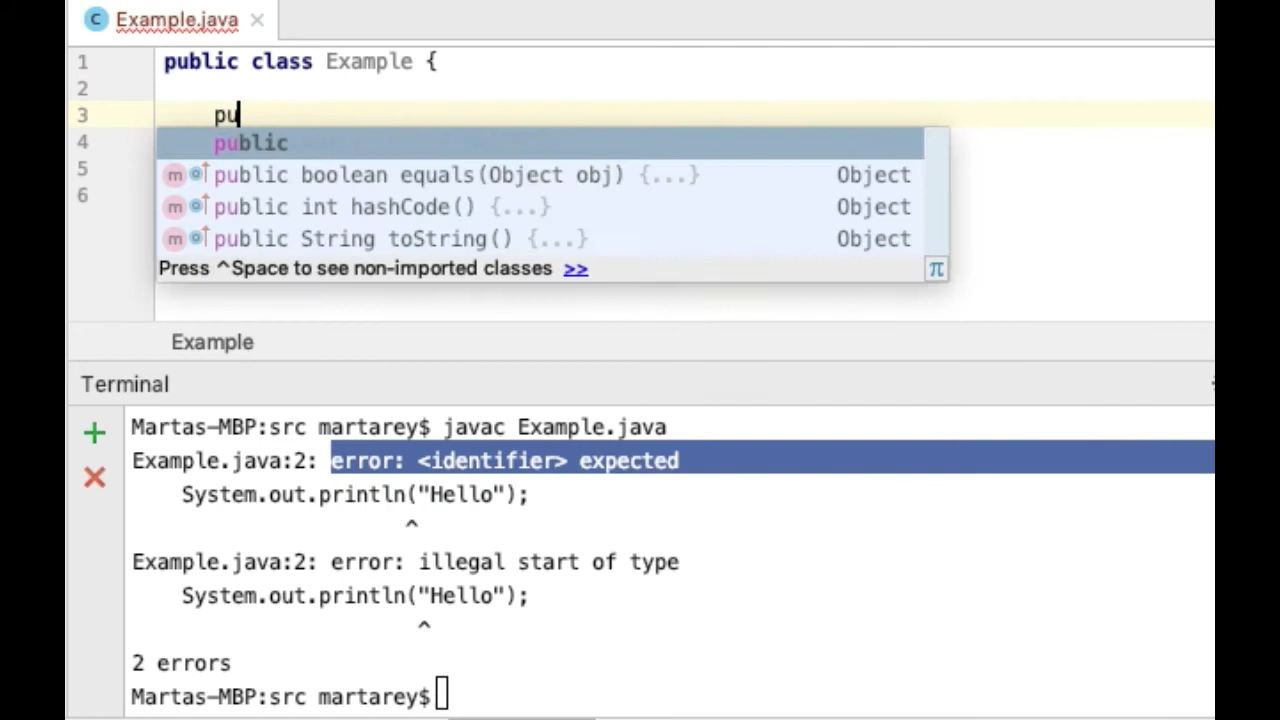 Example.java
1 public class Example {
2
3 pu
4 public
5 public boolean equals(Object obj) {...} Object
6 public int hashCode() {...} Object
public String toString() {...} Object
Press ^Space to see non-imported classes >> π
Example
Terminal
Martas-MBP:src martarey$ javac Example.java
Example.java:2: error: <identifier> expected
System.out.println("Hello");
^
Example.java:2: error: illegal start of type
System.out.println("Hello");
^
2 errors
Martas-MBP:src martarey$